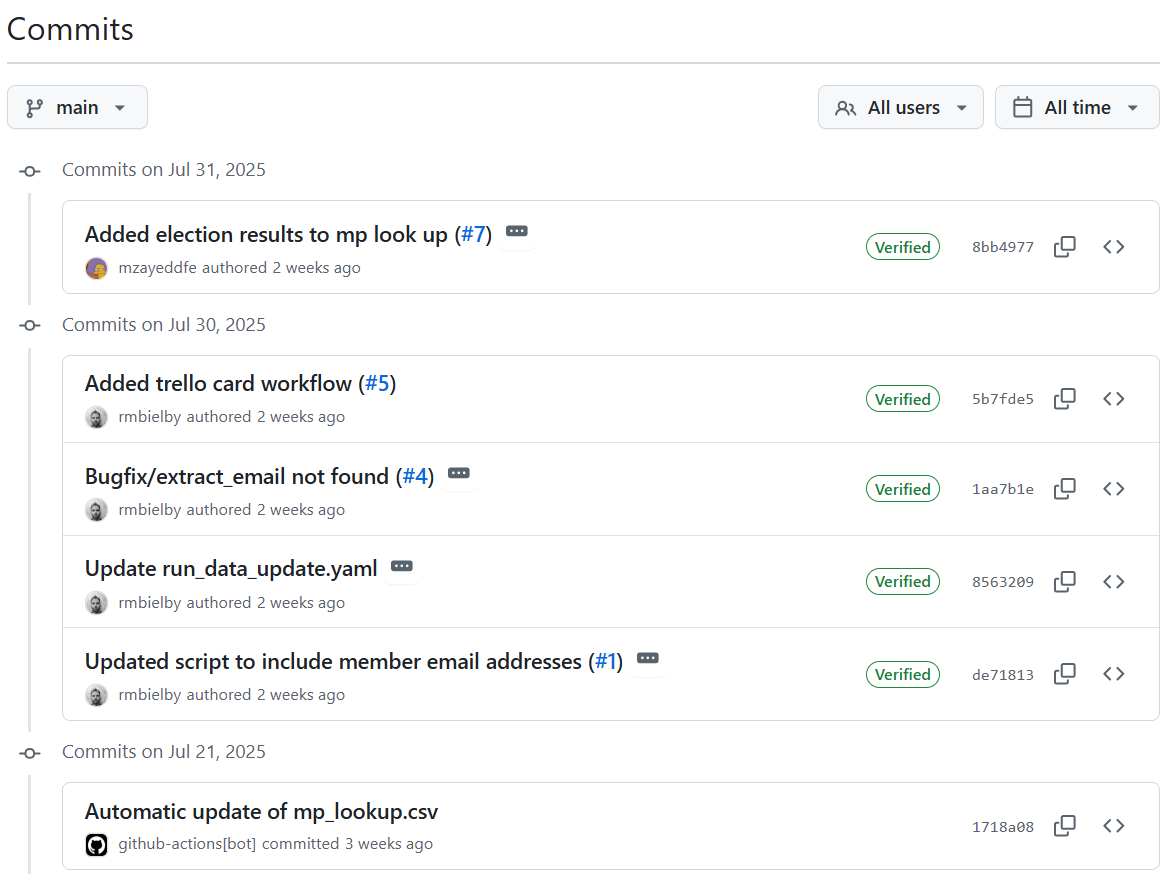 Commits
main
All users
All time
Commits on Jul 31, 2025
Added election results to mp look up (#7)
Verified
8bb4977
mzayeddfe authored 2 weeks ago
Commits on Jul 30, 2025
Added trello card workflow (#5)
Verified
5b7fde5
rmbielby authored 2 weeks ago
Bugfix/extract_email not found (#4)
Verified
1aa7b1e
rmbielby authored 2 weeks ago
Update run_data_update.yaml
Verified
8563209
rmbielby authored 2 weeks ago
Updated script to include member email addresses (#1)
Verified
de71813
rmbielby authored 2 weeks ago
Commits on Jul 21, 2025
Automatic update of mp_lookup.csv
1718a08
github-actions[bot] committed 3 weeks ago